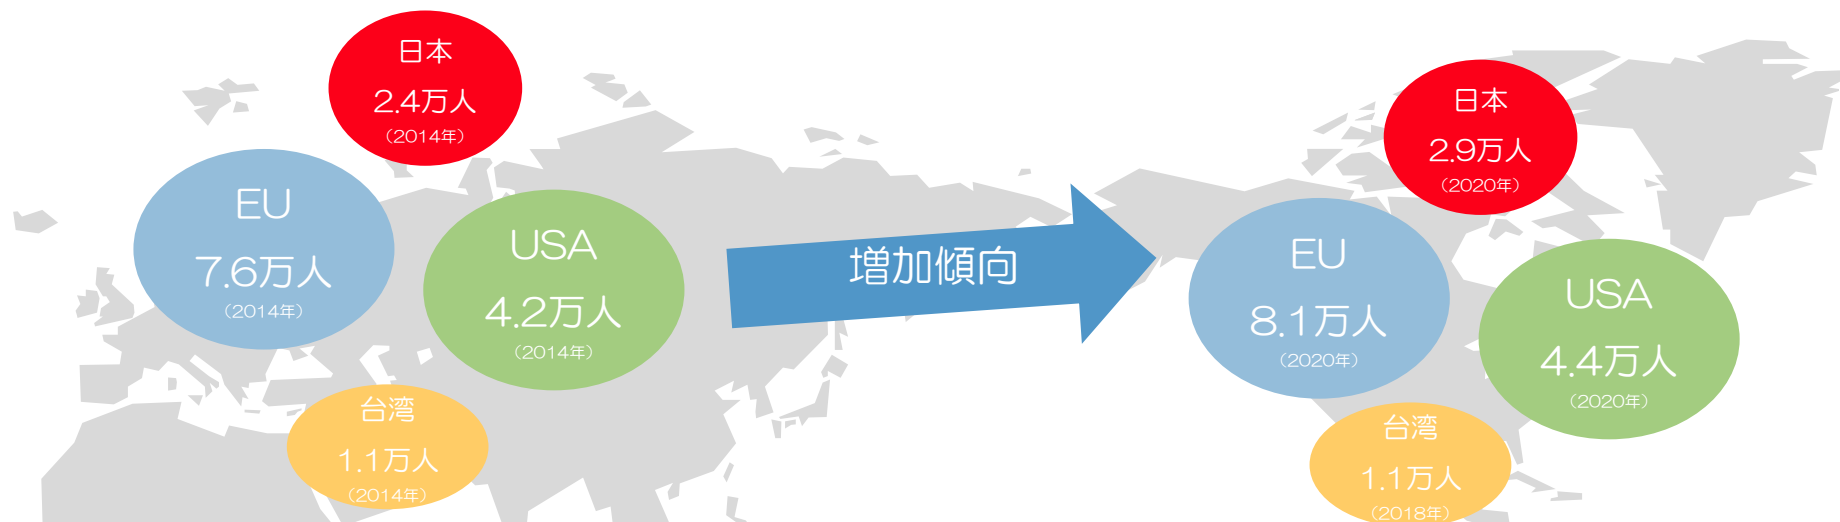 日本
2.4万人
（2014年）
EU
7.6万人
（2014年）
USA
4.2万人
（2014年）
台湾
1.1万人
（2014年）
増加傾向
日本
2.9万人
（2020年）
EU
8.1万人
（2020年）
USA
4.4万人
（2020年）
台湾
1.1万人
（2018年）